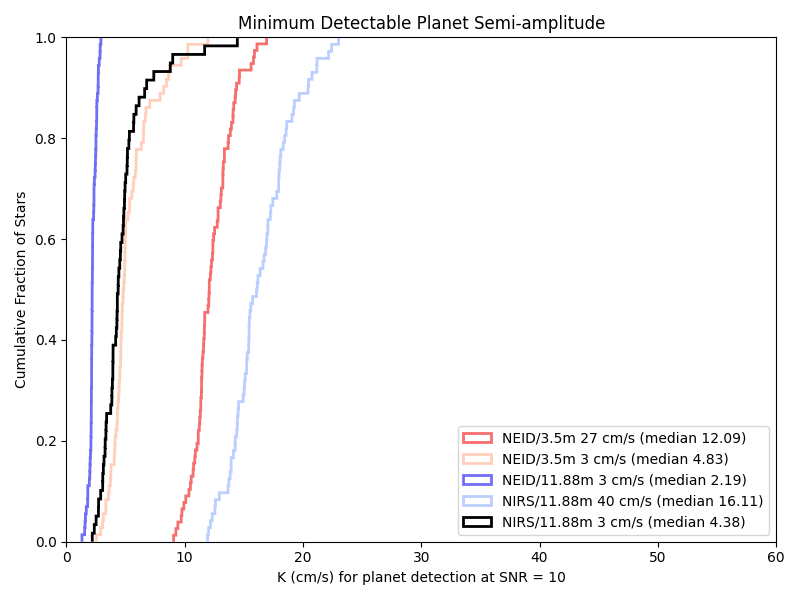 Minimum Detectable Planet Semi-amplitude
Cumulative Fraction of Stars
1.0
0.8
0.6
0.4
0.2
0.0
NEID/3.5m 27 cm/s (median 12.09)
NEID/3.5m 3 cm/s (median 4.83)
NEID/11.88m 3 cm/s (median 2.19)
NIRS/11.88m 40 cm/s (median 16.11)
NIRS/11.88m 3 cm/s (median 4.38)
0 10 20 30 40 50 60
K (cm/s) for planet detection at SNR = 10